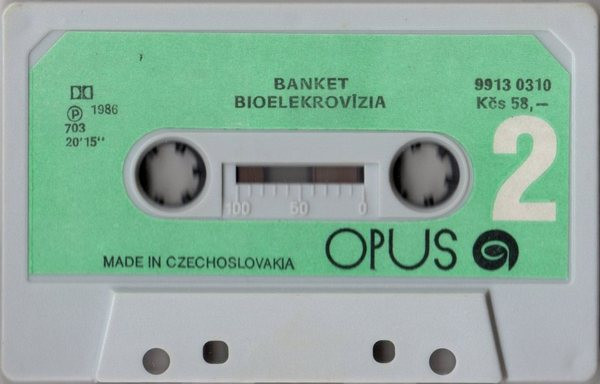 BANKET
BIOELEKROVÍZIA
9913 0310
Kčs 58,—
Ⓟ 1986
703
20'15"
2
100 50 0
MADE IN CZECHOSLOVAKIA
OPUS